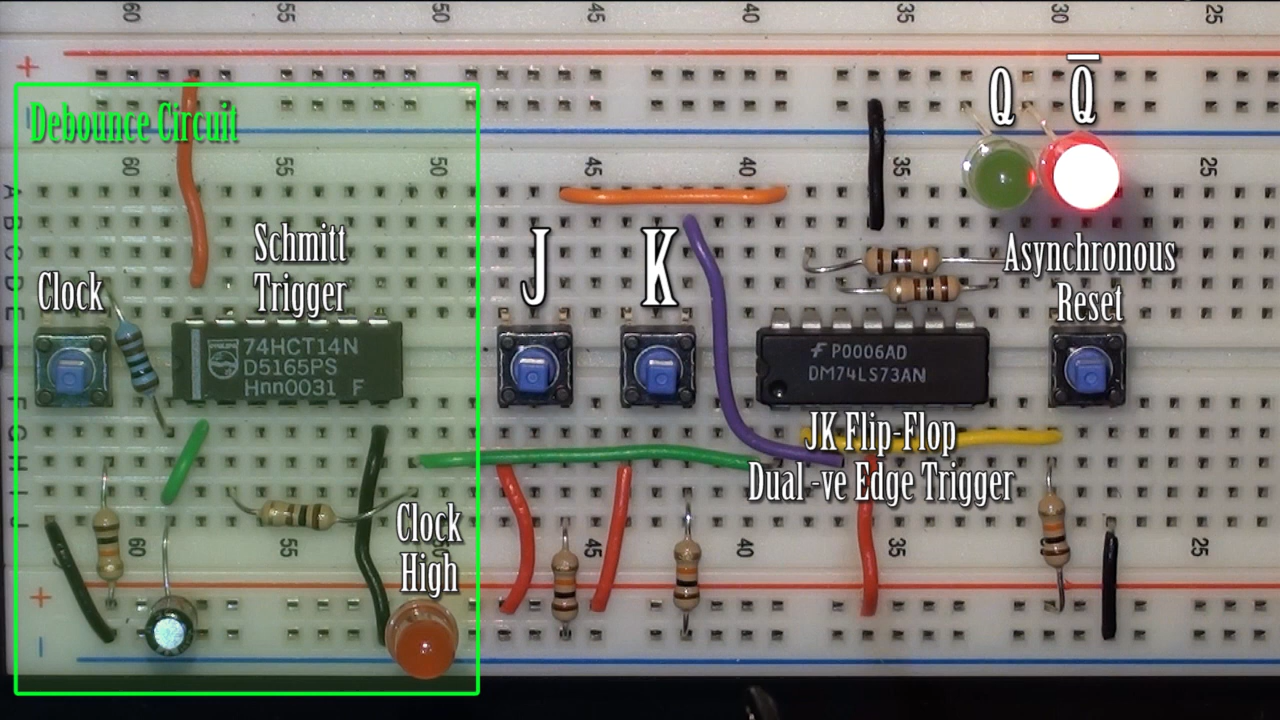 60 55 50 45 40 35 30 25
+
Q Q̅
Debounce Circuit
60 55 50 45 40 35 25
A
B
C
D
E
Schmitt
Trigger
J K
Asynchronous
Reset
Clock
74HCT14N
D5165PS
Hnn0031 F
PHILIPS
P0006AD
DM74LS73AN
F
G
H
I
J
JK Flip-Flop
Dual -ve Edge Trigger
Clock
High
60 55 50 45 40 35 25
+
-